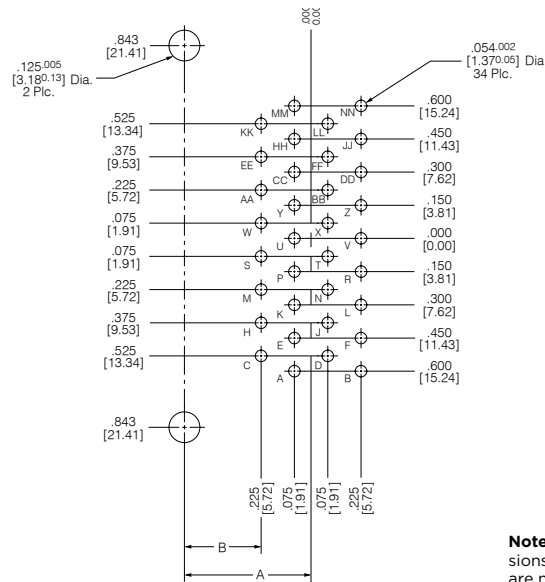 .000
0.00
.843
[21.41]
.125.005
[3.180.13] Dia.
2 Plc.
.054.002
[1.370.05] Dia
34 Plc.
MM
NN
.600
[15.24]
.525
[13.34]
KK
LL
HH
JJ
.450
[11.43]
.375
[9.53]
EE
FF
CC
DD
.300
[7.62]
.225
[5.72]
AA
BB
Y
Z
.150
[3.81]
.075
[1.91]
W
X
U
V
.000
[0.00]
.075
[1.91]
S
T
P
R
.150
[3.81]
.225
[5.72]
M
N
K
L
.300
[7.62]
.375
[9.53]
H
J
E
F
.450
[11.43]
.525
[13.34]
C
D
A
B
.600
[15.24]
.843
[21.41]
.225
[5.72]
.075
[1.91]
.075
[1.91]
.225
[5.72]
B
A
Note
sions
are n